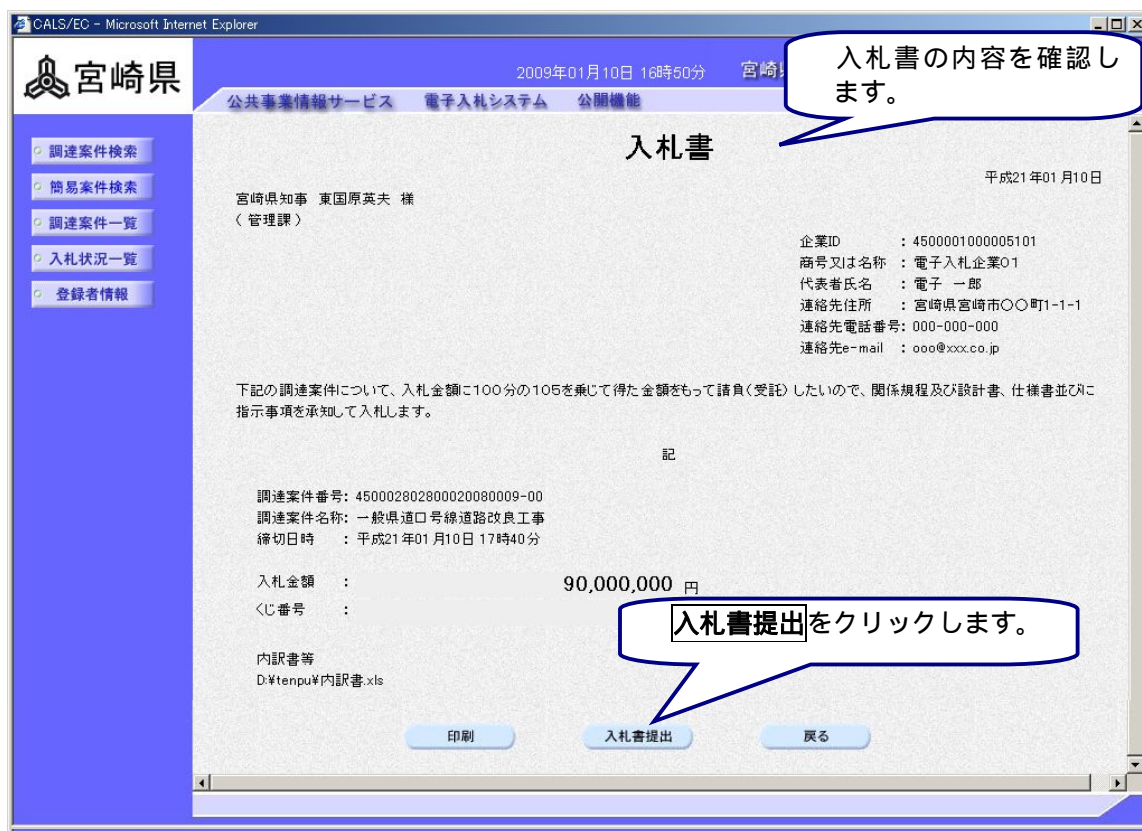 CALS/EC - Microsoft Internet Explorer
宮崎県
2009年01月10日 16時50分
宮崎
入札書の内容を確認し
ます。
公共事業情報サービス 電子入札システム 公開機能
調達案件検索
簡易案件検索
調達案件一覧
入札状況一覧
登録者情報
入札書
平成21年01月10日
宮崎県知事 東国原英夫 様
(管理課)
企業ID : 4500001000005101
商号又は名称 : 電子入札企業01
代表者氏名 : 電子 一郎
連絡先住所 : 宮崎県宮崎市〇〇町1-1-1
連絡先電話番号: 000-000-000
連絡先e-mail : ooo@xxx.co.jp
下記の調達案件について、入札金額に100分の105を乗じて得た金額をもって請負(受託)したいので、関係規程及び設計書、仕様書並びに
指示事項を承知して入札します。
記
調達案件番号: 450002802800020080009-00
調達案件名称: 一般県道口号線道路改良工事
締切日時 : 平成21年01月10日 17時40分
入札金額 : 90,000,000 円
くじ番号 :
入札書提出をクリックします。
内訳書等
D:¥tenpu¥内訳書.xls
印刷
入札書提出
戻る